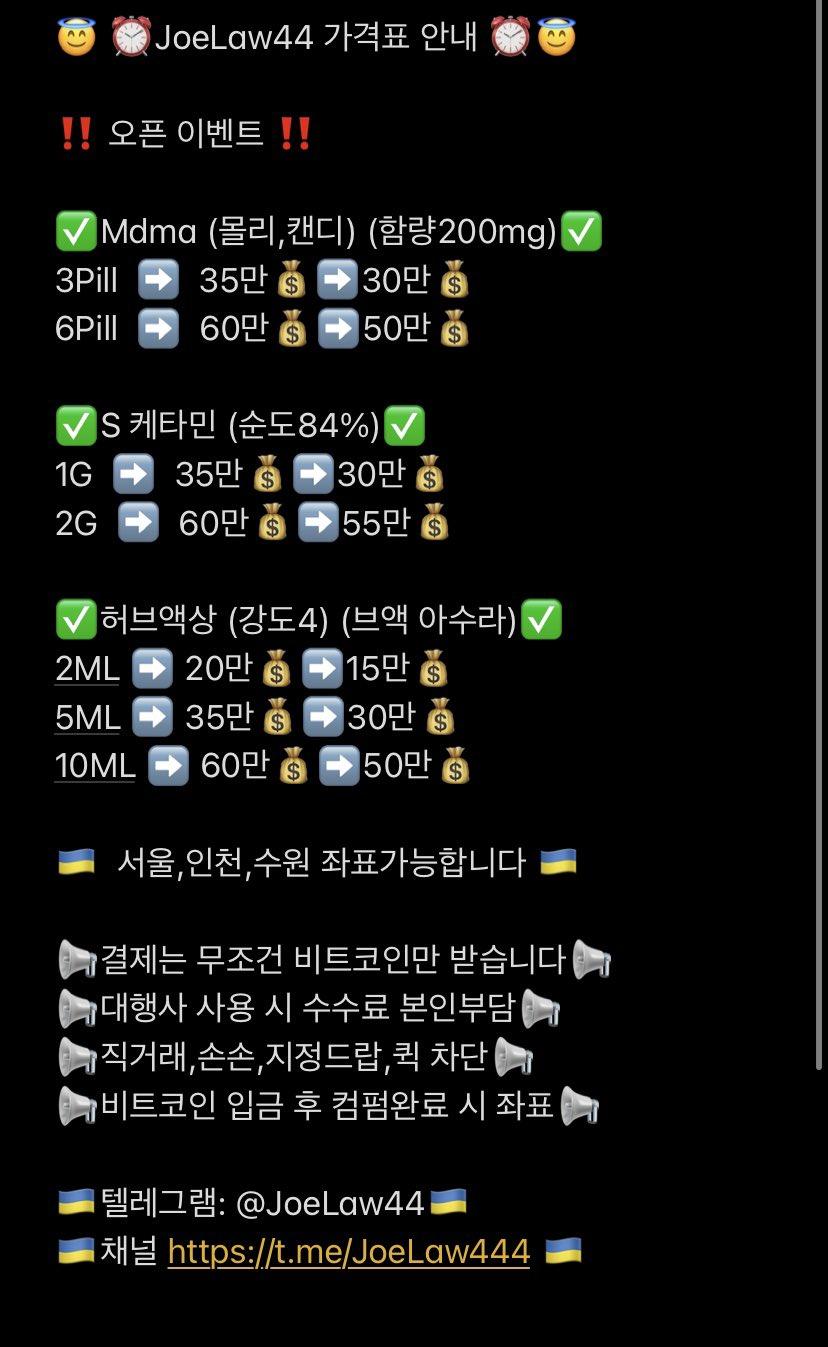 😇 ⏰JoeLaw44 가격표 안내 ⏰😇
‼️ 오픈 이벤트 ‼️
✅Mdma (몰리,캔디) (함량200mg)✅
3Pill ➡️ 35만💰➡️30만💰
6Pill ➡️ 60만💰➡️50만💰
✅S 케타민 (순도84%)✅
1G ➡️ 35만💰➡️30만💰
2G ➡️ 60만💰➡️55만💰
✅허브액상 (강도4) (브액 아수라)✅
2ML ➡️ 20만💰➡️15만💰
5ML ➡️ 35만💰➡️30만💰
10ML ➡️ 60만💰➡️50만💰
🇺🇦 서울,인천,수원 좌표가능합니다 🇺🇦
📢결제는 무조건 비트코인만 받습니다📢
📢대행사 사용 시 수수료 본인부담📢
📢직거래,손손,지정드랍,퀵 차단📢
📢비트코인 입금 후 컴펌완료 시 좌표📢
🇺🇦텔레그램: @JoeLaw44🇺🇦
🇺🇦채널 https://t.me/JoeLaw444 🇺🇦